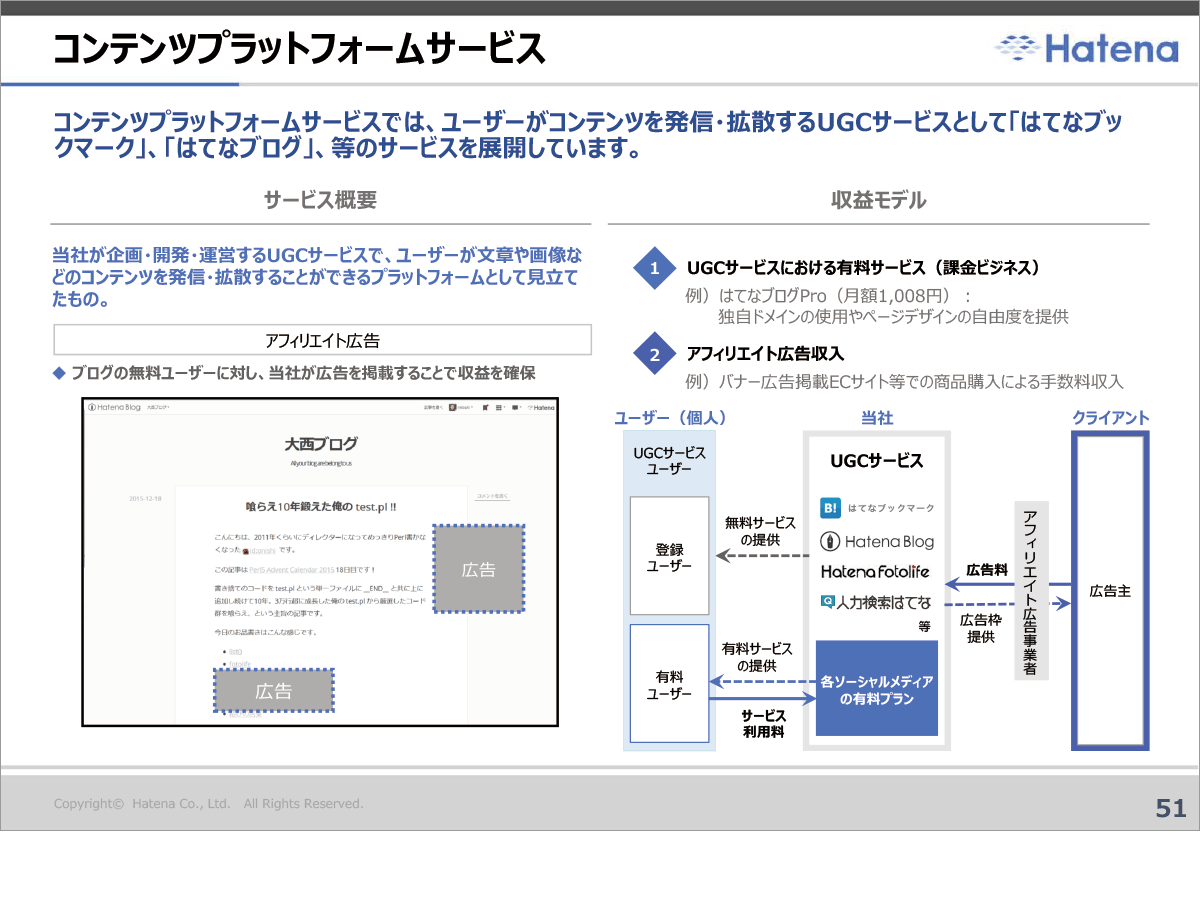 コンテンツプラットフォームサービス
Hatena
コンテンツプラットフォームサービスでは、ユーザーがコンテンツを発信・拡散するUGCサービスとして「はてなブッ
クマーク」、「はてなブログ」、等のサービスを展開しています。
サービス概要
当社が企画・開発・運営するUGCサービスで、ユーザーが文章や画像な
どのコンテンツを発信・拡散することができるプラットフォームとして見立て
たもの。
アフィリエイト広告
◆ ブログの無料ユーザーに対し、当社が広告を掲載することで収益を確保
Hatena Blog 大西ブログ
Hatena
大西ブログ
All your blog are belong to us
2015-12-18
コメントを書く
喰らえ10年鍛えた俺の test.pl !!
こんにちは、2011年くらいにディレクターになってめっきりPerl書かな
くなった です。
この記事は Perl5 Advent Calendar 2015 18日目です！
書き捨てのコードを test.pl という単一ファイルに __END__ と共に上に
追加し続けて10年。3万行超に成長した俺の test.pl から厳選したコード
群を喰らえ、という主旨の記事です。
今日のお品書きはこんな感じです。
fotolife
広告
広告
収益モデル
1 UGCサービスにおける有料サービス（課金ビジネス）
例）はてなブログPro（月額1,008円）：
独自ドメインの使用やページデザインの自由度を提供
2 アフィリエイト広告収入
例）バナー広告掲載ECサイト等での商品購入による手数料収入
ユーザー（個人）
当社
クライアント
UGCサービス
ユーザー
登録
ユーザー
有料
ユーザー
無料サービス
の提供
有料サービス
の提供
サービス
利用料
UGCサービス
B! はてなブックマーク
Hatena Blog
Hatena Fotolife
Q 人力検索はてな
等
各ソーシャルメディア
の有料プラン
広告料
広告枠
提供
アフィリエイト広告事業者
広告主
Copyright© Hatena Co., Ltd. All Rights Reserved.
51